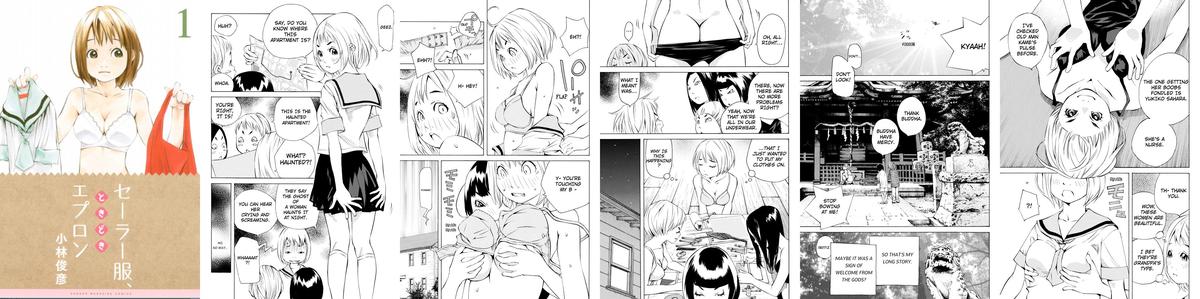 1
セーラー服、
ときどき
エプロン
小林俊彦
HUH?
SAY, DO YOU
KNOW WHERE
THIS
APARTMENT IS?
GEEZ.
WHOA.
YOU'RE
RIGHT,
IT IS!
THIS IS THE
HAUNTED
APARTMENT!
WHAT?
HAUNTED?!
THEY SAY
THE GHOST
OF
A WOMAN
HAUNTS IT
AT NIGHT.
YOU CAN HEAR
HER
CRYING AND
SCREAMING.
NO,
NO WAY...
WHAAAAT
?!
EH?!
EHH?!
H- HEY!
FLAP
Y- YOU'RE
TOUCHING
MY B -
OH, ALL
RIGHT...
WHAT I
MEANT
WAS...
THERE, NOW
THERE ARE
NO MORE
PROBLEMS
RIGHT?
YEAH, NOW
THAT WE'RE
ALL IN OUR
UNDERWEAR.
WHY IS
THIS
HAPPENING?
...THAT I
JUST WANTED
TO PUT MY
CLOTHES ON.
KYAAH!
DON'T
LOOK!
THANK
BUDDHA.
BUDDHA
HAVE
MERCY.
STOP
BOWING
AT ME!
MAYBE IT WAS A
SIGN OF
WELCOME FROM
THE GODS?
SO THAT'S MY
LONG STORY.
I'VE
CHECKED
OLD MAN
KAME'S
PULSE
BEFORE.
THE ONE GETTING
HER BOOBS
FONDLED IS
YUKIKO SAHARA.
SHE'S A
NURSE.
?!
TH- THANK
YOU.
WOW,
THESE
WOMEN ARE
BEAUTIFUL.
I BET
THEY'RE
GRANDPA'S
TYPE.